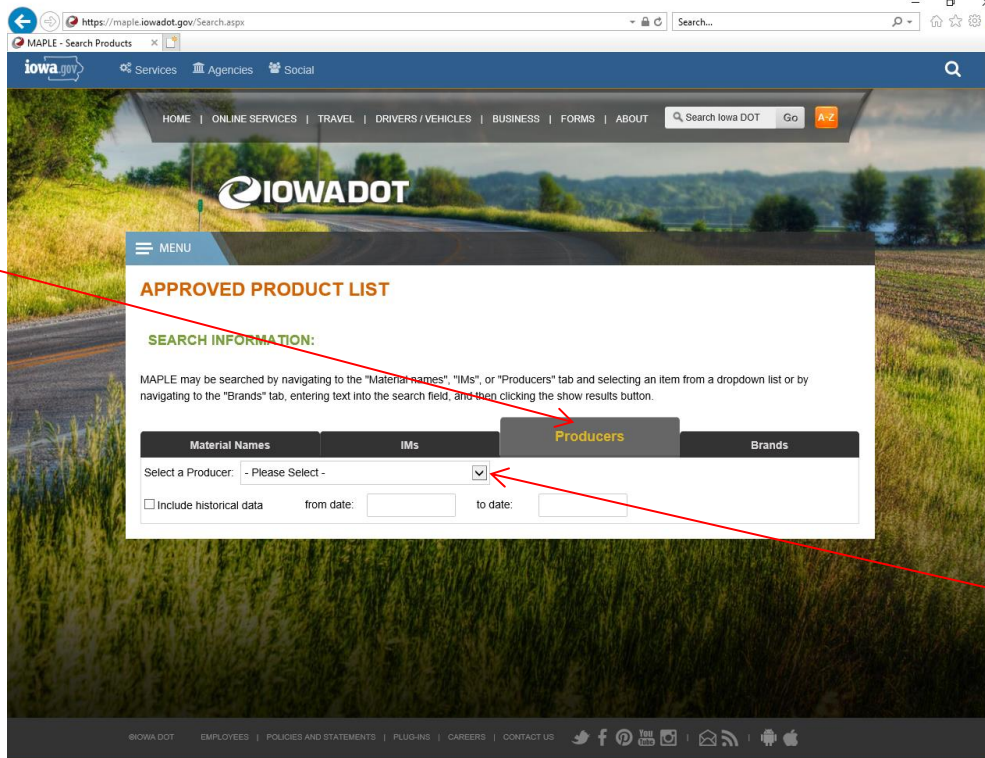 https://maple.iowadot.gov/Search.aspx
Search...
MAPLE - Search Products
iowa.gov
Services Agencies Social
HOME | ONLINE SERVICES | TRAVEL | DRIVERS / VEHICLES | BUSINESS | FORMS | ABOUT Search Iowa DOT Go A-Z
IOWADOT
MENU
APPROVED PRODUCT LIST
SEARCH INFORMATION:
MAPLE may be searched by navigating to the "Material names", "IMs", or "Producers" tab and selecting an item from a dropdown list or by
navigating to the "Brands" tab, entering text into the search field, and then clicking the show results button.
Material Names IMs Producers Brands
Select a Producer: - Please Select -
Include historical data from date: to date:
©IOWA DOT EMPLOYEES | POLICIES AND STATEMENTS | PLUG-INS | CAREERS | CONTACT US You Tube